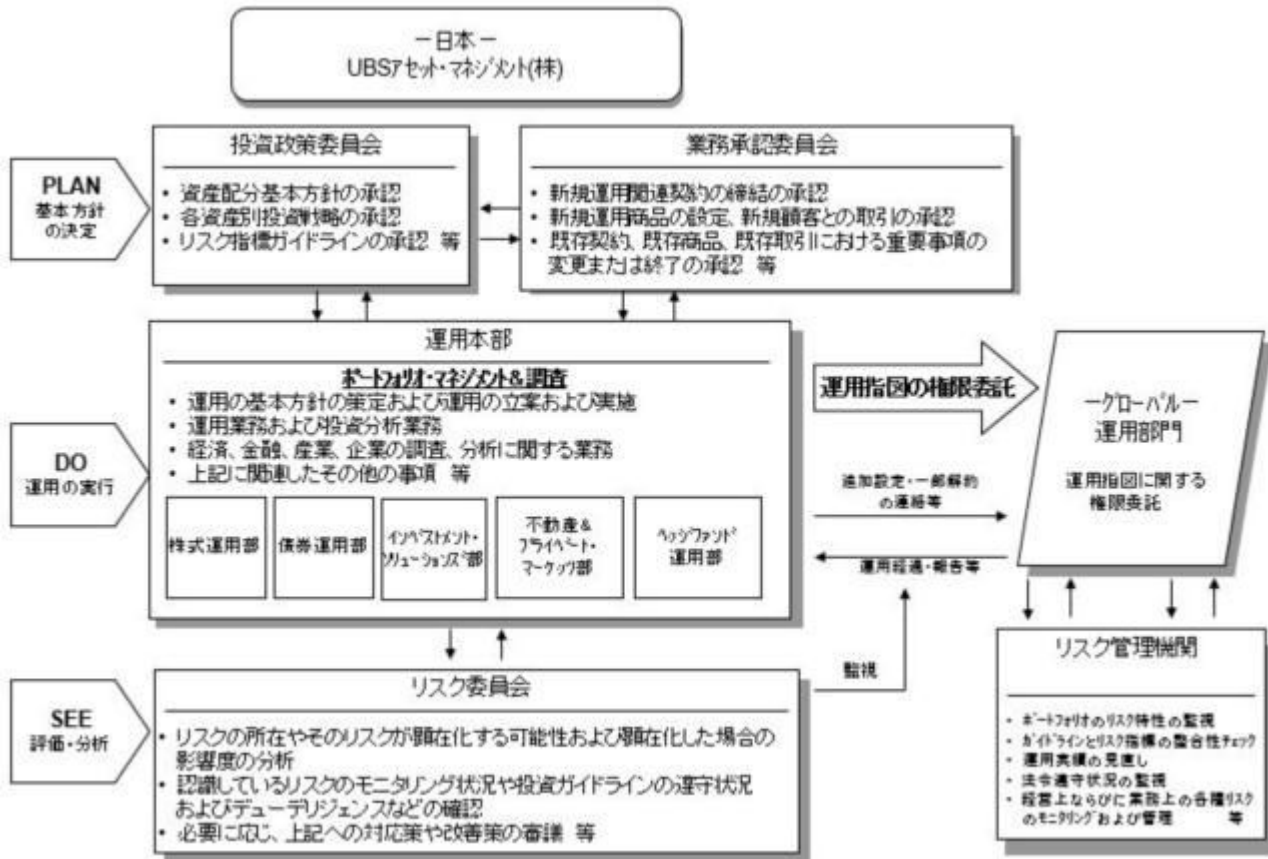 －日本－
UBSアセット・マネジメント(株)
PLAN
基本方針
の決定
投資政策委員会
・ 資産配分基本方針の承認
・ 各資産別投資戦略の承認
・ リスク指標ガイドラインの承認 等
業務承認委員会
・ 新規運用関連契約の締結の承認
・ 新規運用商品の設定、新規顧客との取引の承認
・ 既存契約、既存商品、既存取引における重要事項の
変更または終了の承認 等
DO
運用の実行
運用本部
ポートフォリオ・マネジメント&調査
・ 運用の基本方針の策定および運用の立案および実施
・ 運用業務および投資分析業務
・ 経済、金融、産業、企業の調査、分析に関する業務
・ 上記に関連したその他の事項 等
株式運用部
債券運用部
インベストメント・
ソリューションズ部
不動産&
プライベート・
マーケッツ部
ヘッジファンド
運用部
運用指図の権限委託
追加設定・一部解約
の連絡等
運用経過・報告等
監視
－グローバル－
運用部門
運用指図に関する
権限委託
SEE
評価・分析
リスク委員会
・ リスクの所在やそのリスクが顕在化する可能性および顕在化した場合の
影響度の分析
・ 認識しているリスクのモニタリング状況や投資ガイドラインの遵守状況
およびデューデリジェンスなどの確認
・ 必要に応じ、上記への対応策や改善策の審議 等
リスク管理機関
・ ポートフォリオのリスク特性の監視
・ ガイドラインとリスク指標の整合性チェック
・ 運用実績の見直し
・ 法令遵守状況の監視
・ 経営上ならびに業務上の各種リスク
のモニタリングおよび管理 等